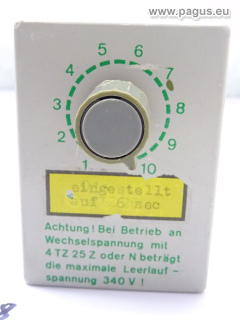 © www.pagus.eu
5 6
4 7
3 8
2 9
1 10
eingestellt
auf 6 sec
Achtung! Bei Betrieb an
Wechselspannung mit
4 TZ 25 Z oder N beträgt
die maximale Leerlauf-
spannung 340 V !